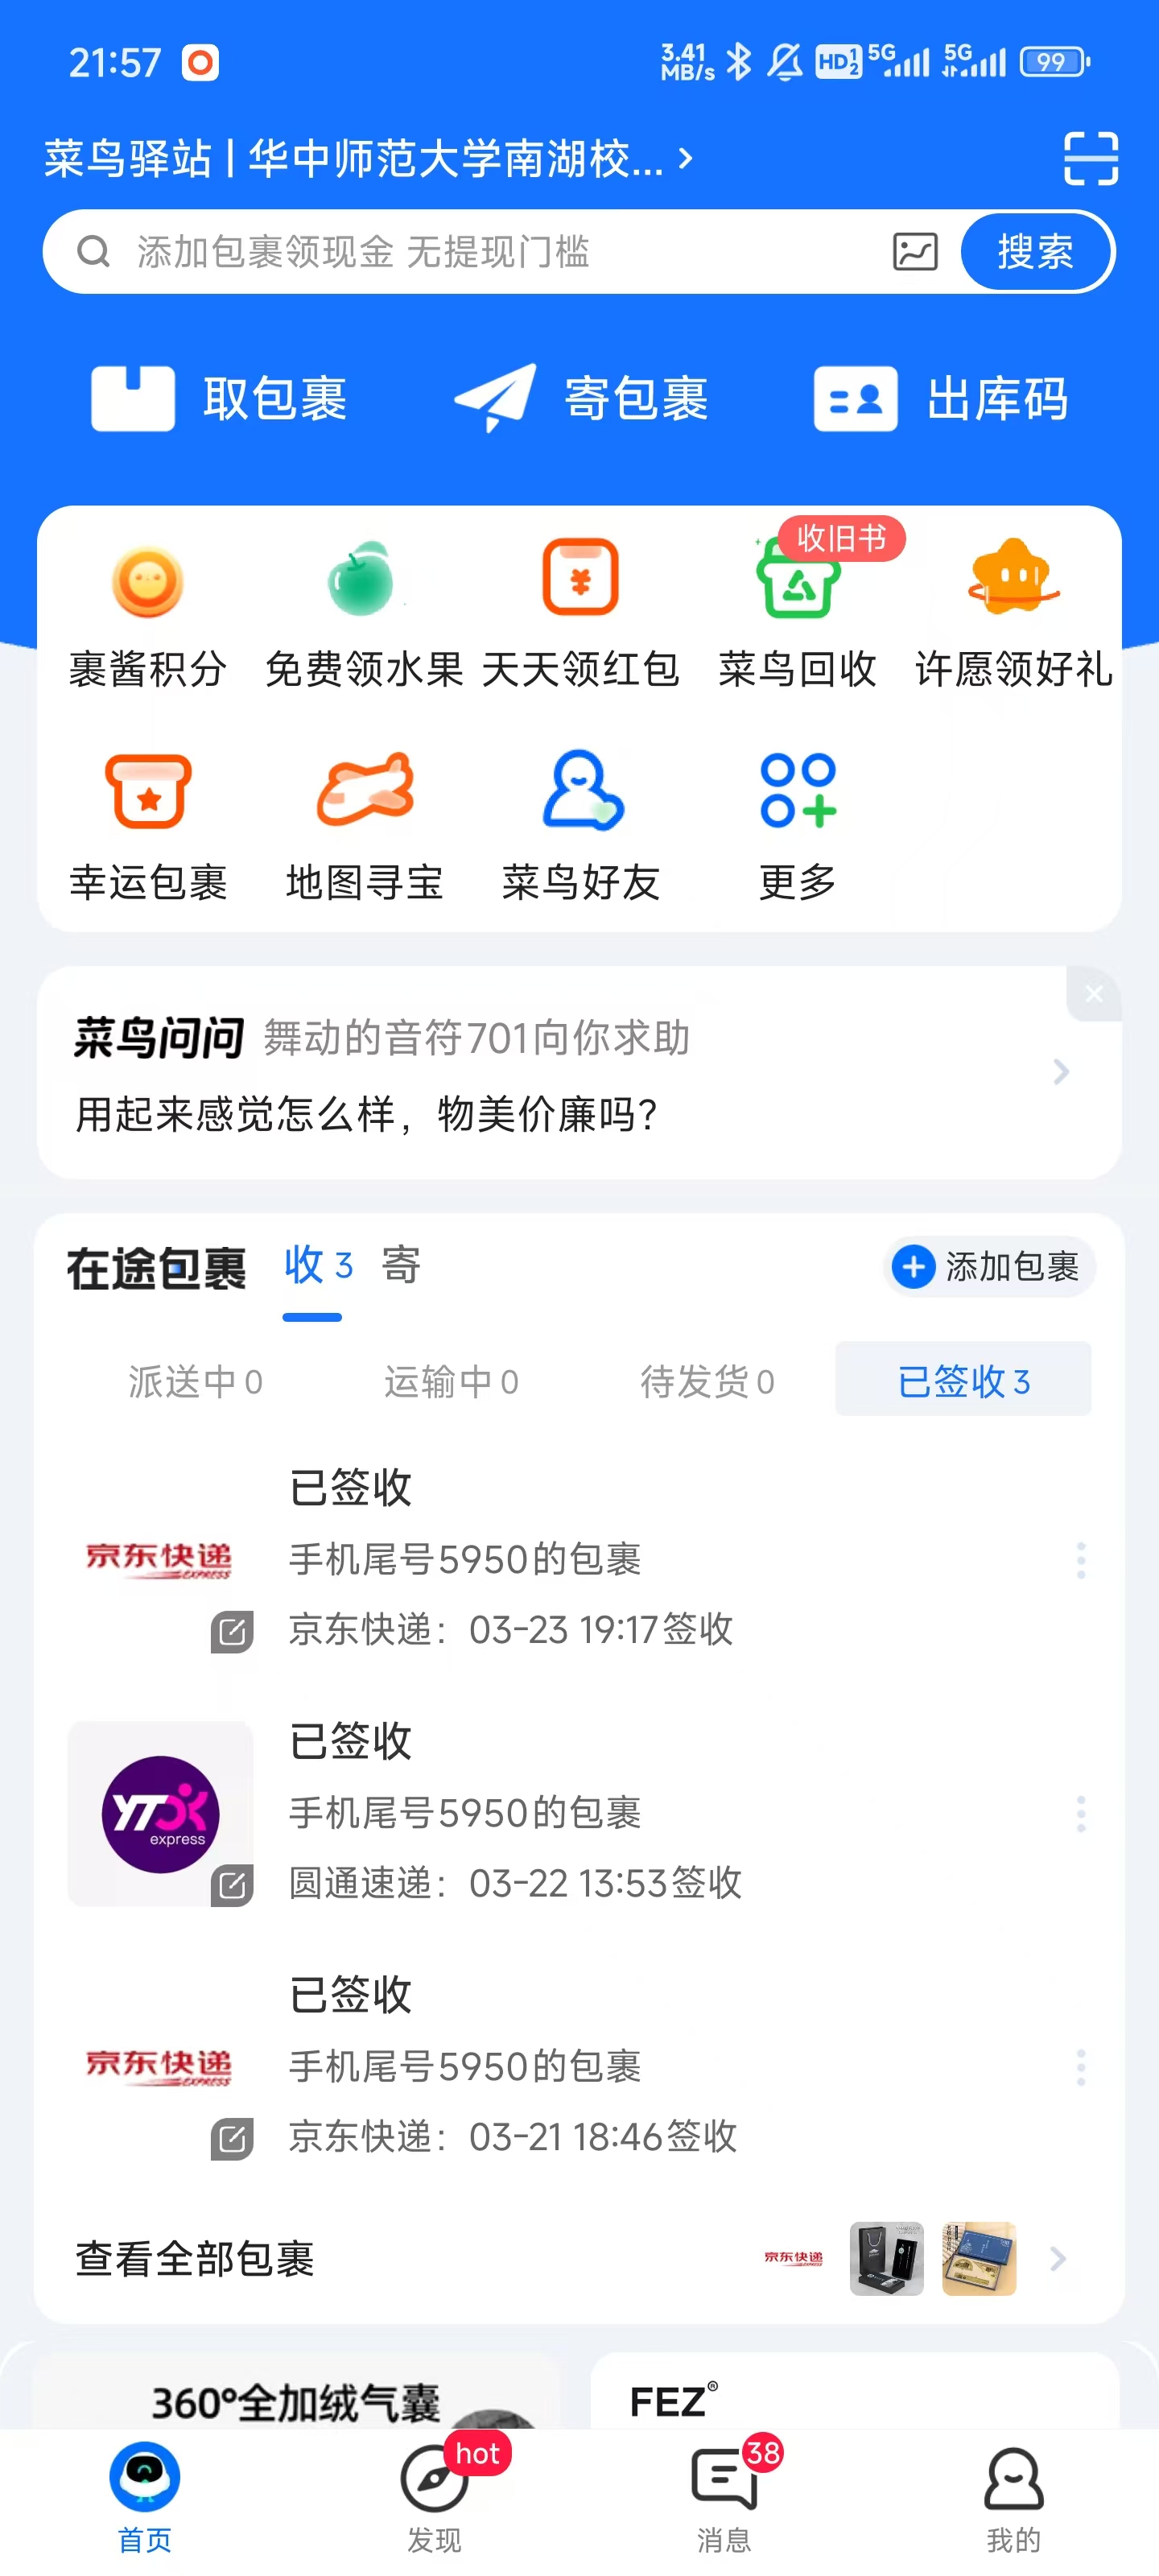 21:57
3.41 MB/s HD 1 2 5G 5G 99
菜鸟驿站 | 华中师范大学南湖校... >
添加包裹领现金 无提现门槛 搜索
取包裹 寄包裹 出库码
收旧书
裹酱积分 免费领水果 天天领红包 菜鸟回收 许愿领好礼
幸运包裹 地图寻宝 菜鸟好友 更多
菜鸟问问 舞动的音符701向你求助
用起来感觉怎么样，物美价廉吗？
在途包裹 收 3 寄 添加包裹
派送中 0 运输中 0 待发货 0 已签收 3
已签收
京东快递 EXPRESS 手机尾号5950的包裹
京东快递：03-23 19:17签收
已签收
YTO express 手机尾号5950的包裹
圆通速递：03-22 13:53签收
已签收
京东快递 EXPRESS 手机尾号5950的包裹
京东快递：03-21 18:46签收
查看全部包裹 京东快递
360°全加绒气囊 FEZ®
hot 38
首页 发现 消息 我的